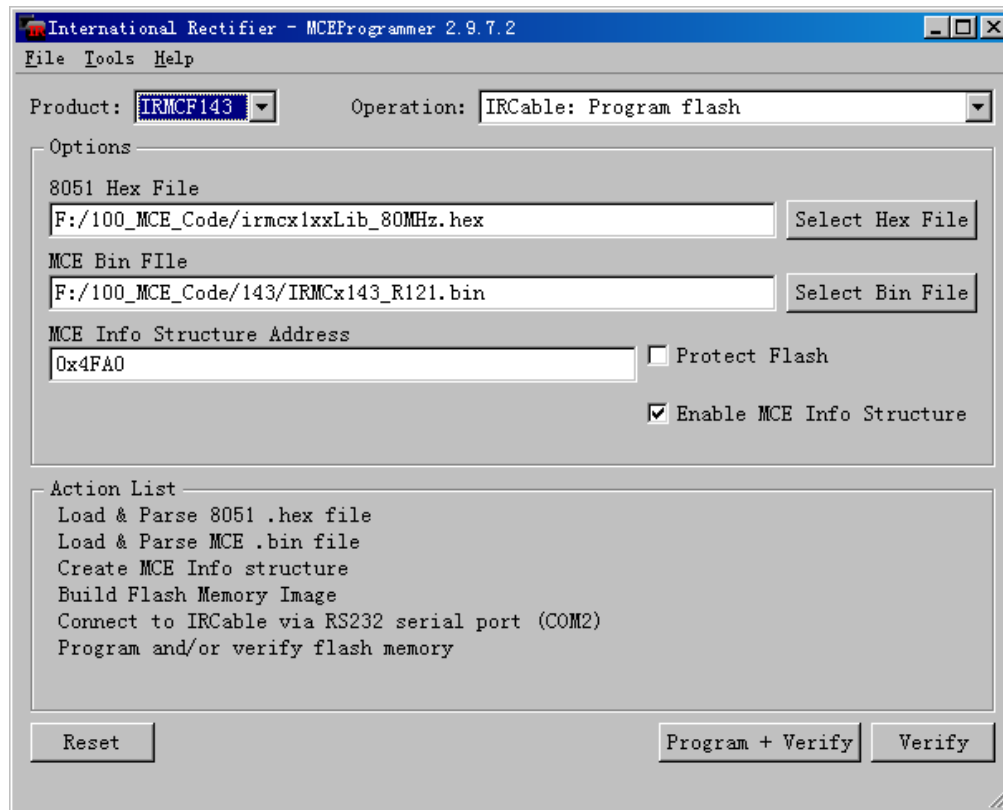 International Rectifier - MCEProgrammer 2.9.7.2
File Tools Help
Product: IRMCF143 Operation: IRCable: Program flash
Options
8051 Hex File
F:/100_MCE_Code/irmcx1xxLib_80MHz.hex Select Hex File
MCE Bin FIle
F:/100_MCE_Code/143/IRMCx143_R121.bin Select Bin File
MCE Info Structure Address
0x4FA0 Protect Flash
Enable MCE Info Structure
Action List
Load & Parse 8051 .hex file
Load & Parse MCE .bin file
Create MCE Info structure
Build Flash Memory Image
Connect to IRCable via RS232 serial port (COM2)
Program and/or verify flash memory
Reset Program + Verify Verify